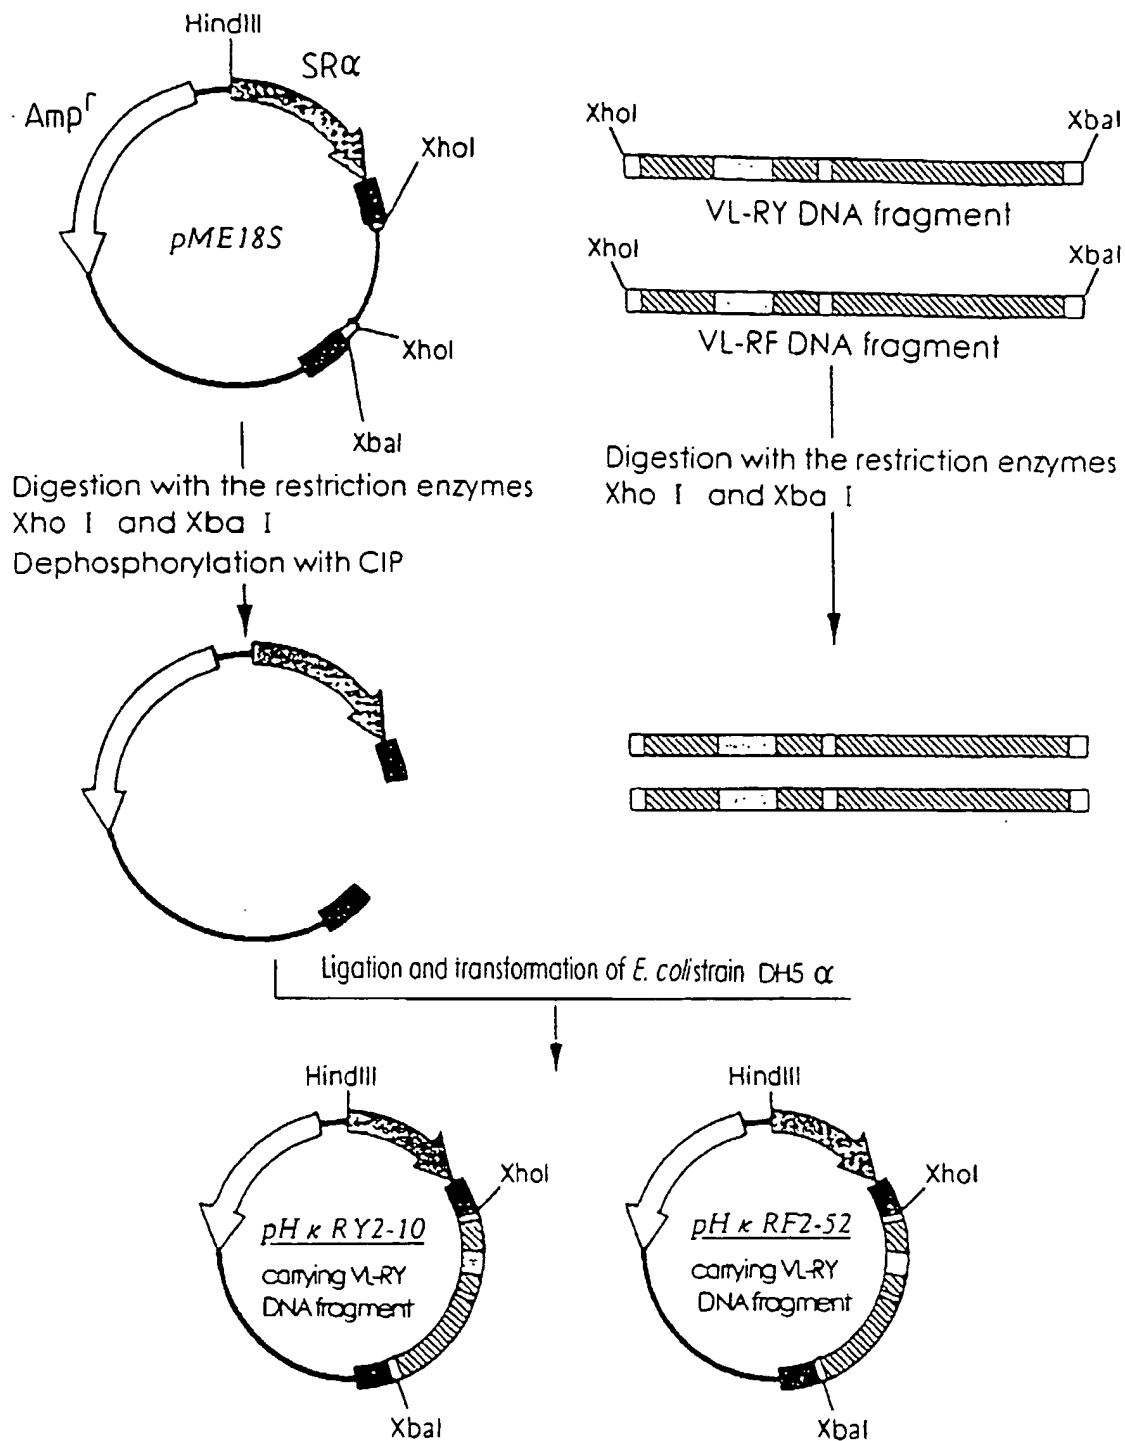 HindIII
SRα
Ampʳ
XhoI
pME18S
XhoI
XbaI
XhoI
XbaI
VL-RY DNA fragment
XhoI
XbaI
VL-RF DNA fragment
Digestion with the restriction enzymes
Xho I and Xba I
Dephosphorylation with CIP
Digestion with the restriction enzymes
Xho I and Xba I
Ligation and transformation of E. coli strain DH5 α
HindIII
XhoI
pH κ RY2-10
carrying VL-RY
DNA fragment
XbaI
HindIII
XhoI
pH κ RF2-52
carrying VL-RY
DNA fragment
XbaI